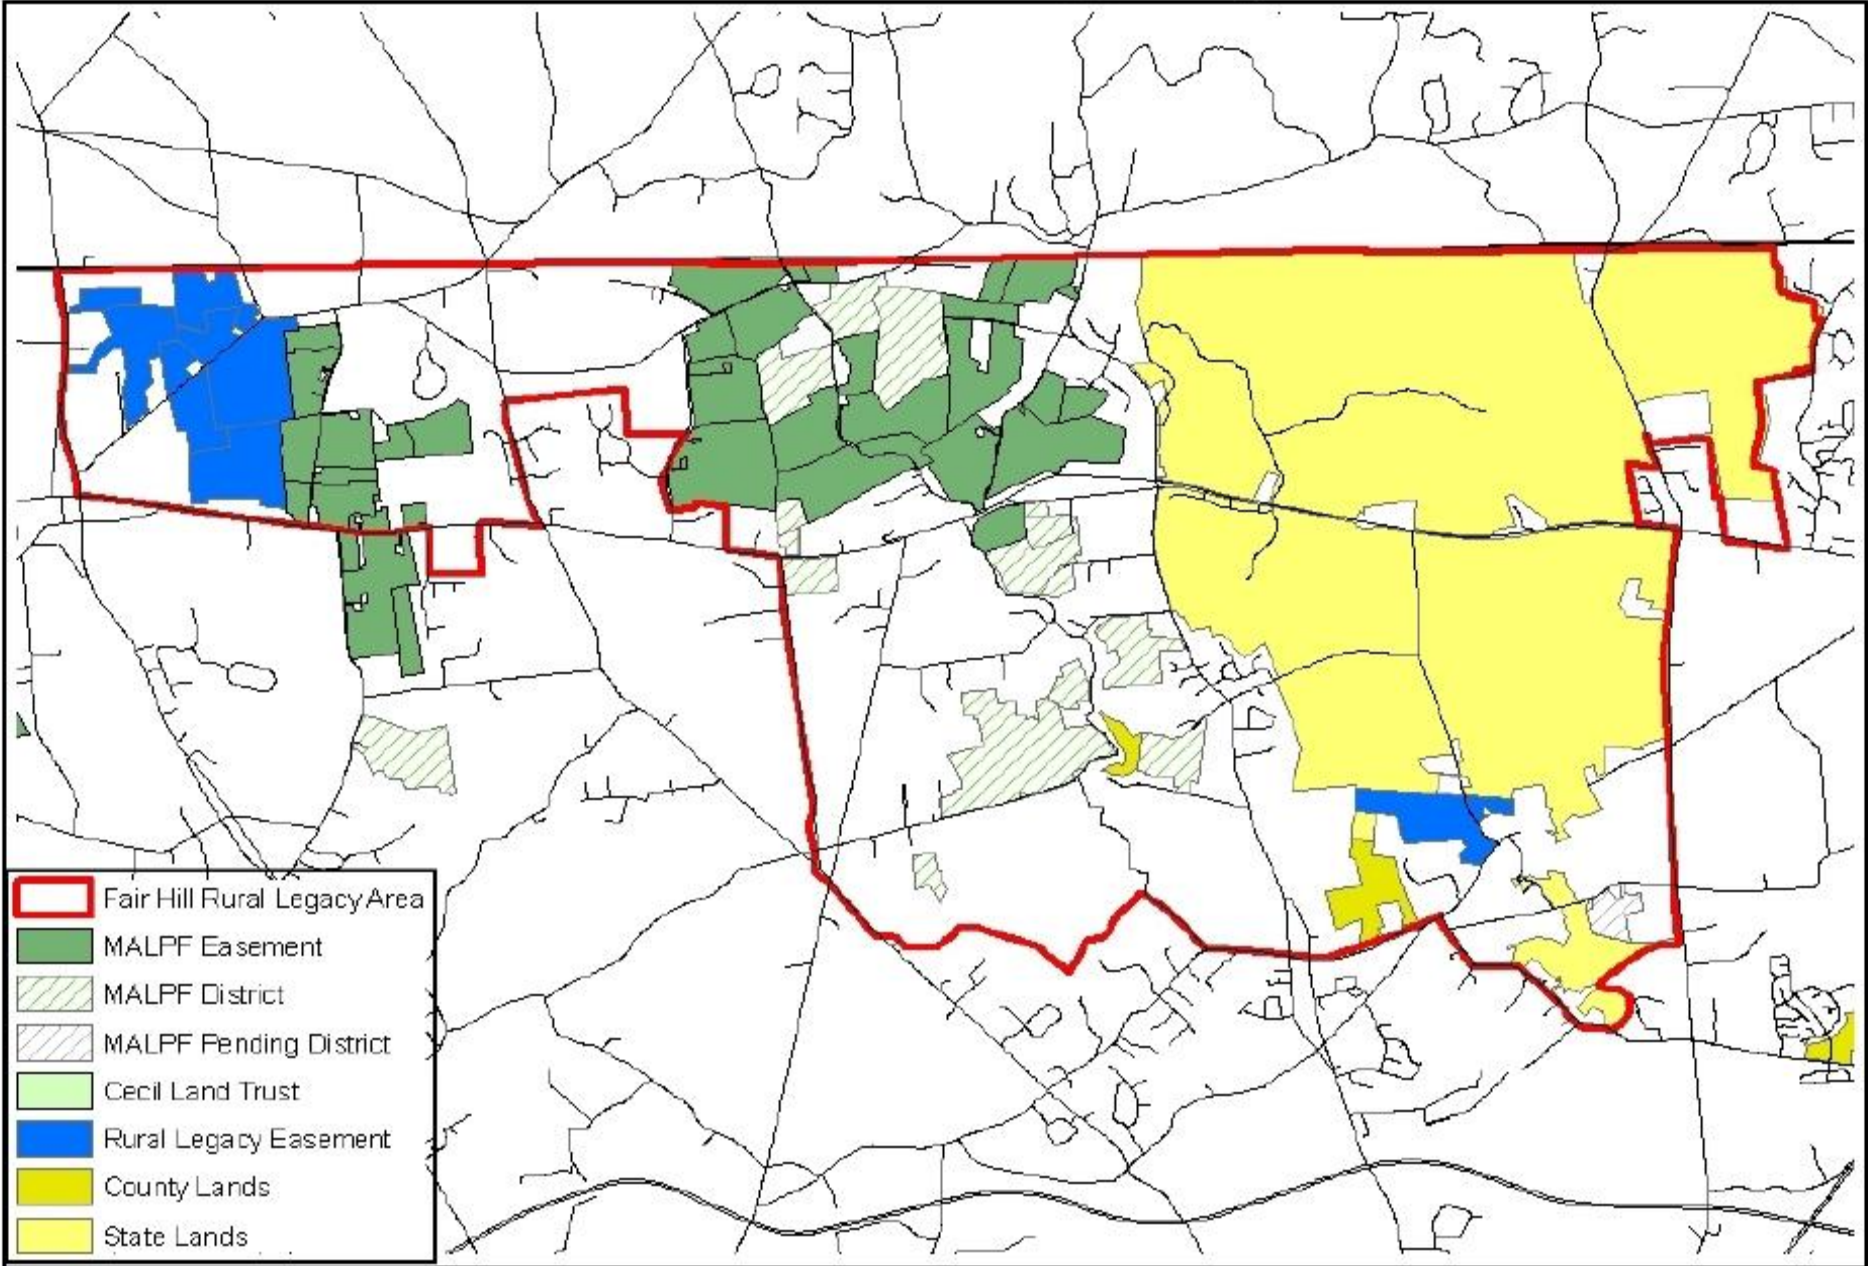 Fair Hill Rural Legacy Area
MALPF Easement
MALPF District
MALPF Pending District
Cecil Land Trust
Rural Legacy Easement
County Lands
State Lands